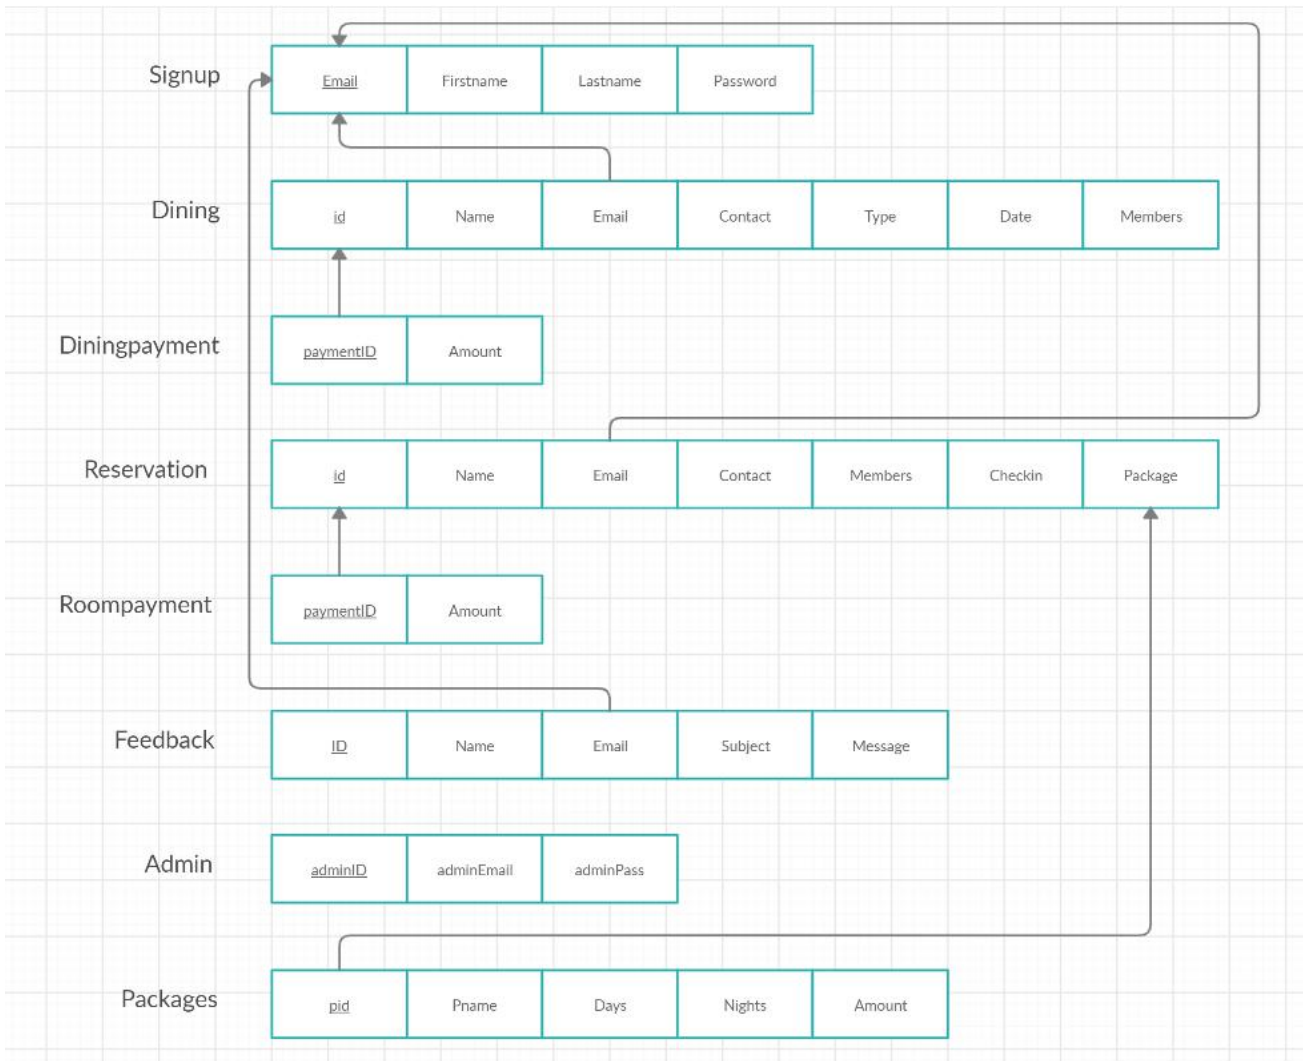 Signup
Email Firstname Lastname Password
Dining
id Name Email Contact Type Date Members
Diningpayment
paymentID Amount
Reservation
id Name Email Contact Members Checkin Package
Roompayment
paymentID Amount
Feedback
ID Name Email Subject Message
Admin
adminID adminEmail adminPass
Packages
pid Pname Days Nights Amount